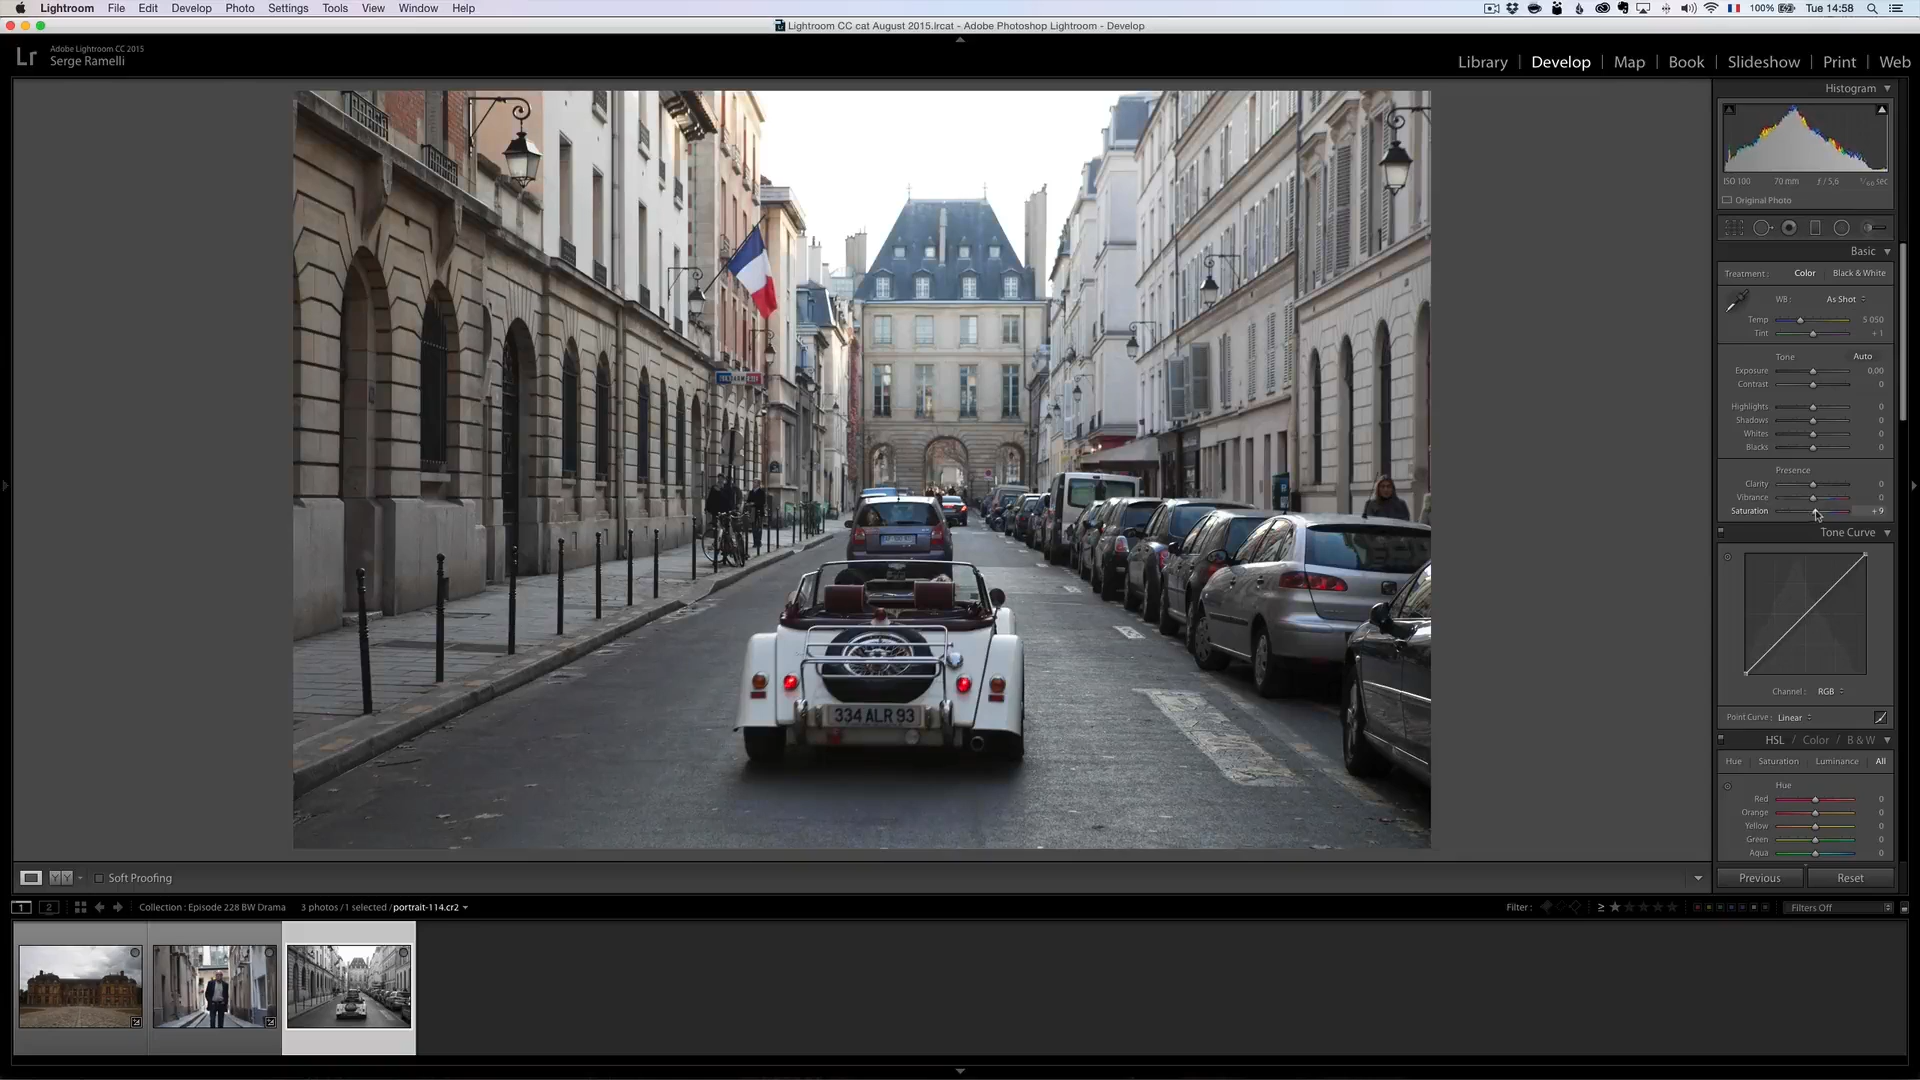 Lightroom File Edit Develop Photo Settings Tools View Window Help 100% Tue 14:58
Lightroom CC cat August 2015.lrcat - Adobe Photoshop Lightroom - Develop
Lr Adobe Lightroom CC 2015
Serge Ramelli
Library | Develop | Map | Book | Slideshow | Print | Web
Histogram
ISO 100 70 mm ƒ / 5,6 1/60 sec
Original Photo
Basic
Treatment : Color Black & White
WB : As Shot
Temp 5 050
Tint + 1
Tone Auto
Exposure 0,00
Contrast 0
Highlights 0
Shadows 0
Whites 0
Blacks 0
Presence
Clarity 0
Vibrance 0
Saturation + 9
Tone Curve
Channel : RGB
Point Curve : Linear
HSL / Color / B & W
Hue Saturation Luminance All
Hue
Red 0
Orange 0
Yellow 0
Green 0
Aqua 0
Previous Reset
334 ALR 93
Y Y Soft Proofing
1 2 Collection : Episode 228 BW Drama 3 photos / 1 selected / portrait-114.cr2 Filter : ≥ Filters Off